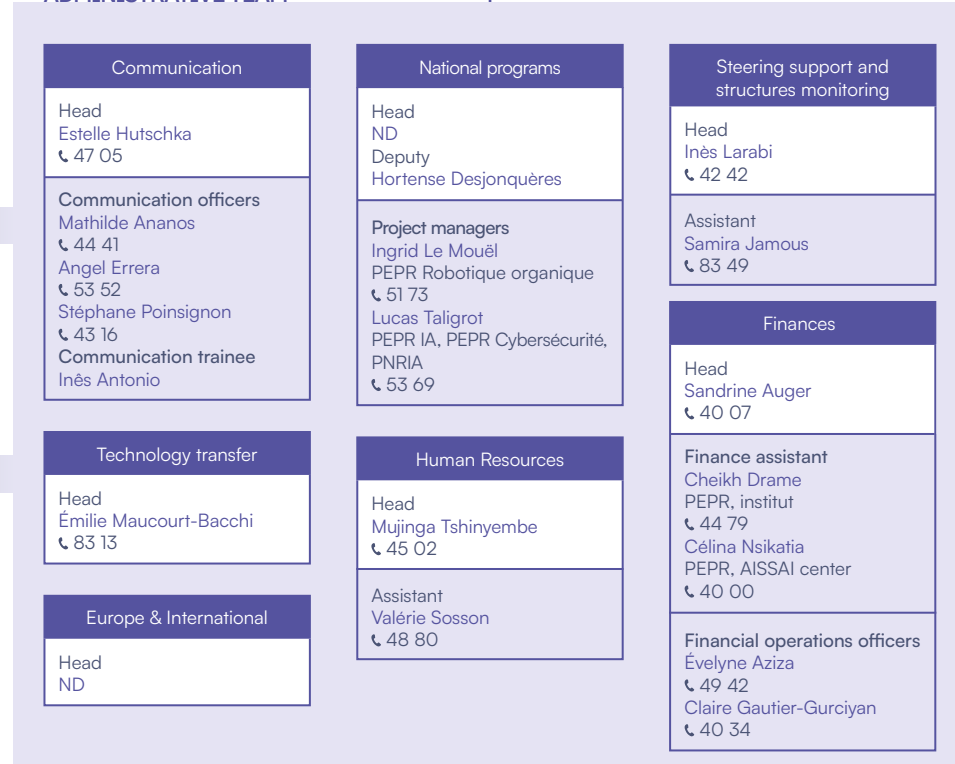 ADMINISTRATIVE TEAM
Communication
Head
Estelle Hutschka
47 05
Communication officers
Mathilde Ananos
44 41
Angel Errera
53 52
Stéphane Poinsignon
43 16
Communication trainee
Inês Antonio
Technology transfer
Head
Émilie Maucourt-Bacchi
83 13
Europe & International
Head
ND
National programs
Head
ND
Deputy
Hortense Desjonquères
Project managers
Ingrid Le Mouël
PEPR Robotique organique
51 73
Lucas Taligrot
PEPR IA, PEPR Cybersécurité,
PNRIA
53 69
Human Resources
Head
Mujinga Tshinyembe
45 02
Assistant
Valérie Sosson
48 80
Steering support and
structures monitoring
Head
Inès Larabi
42 42
Assistant
Samira Jamous
83 49
Finances
Head
Sandrine Auger
40 07
Finance assistant
Cheikh Drame
PEPR, institut
44 79
Célina Nsikatia
PEPR, AISSAI center
40 00
Financial operations officers
Évelyne Aziza
49 42
Claire Gautier-Gurciyan
40 34